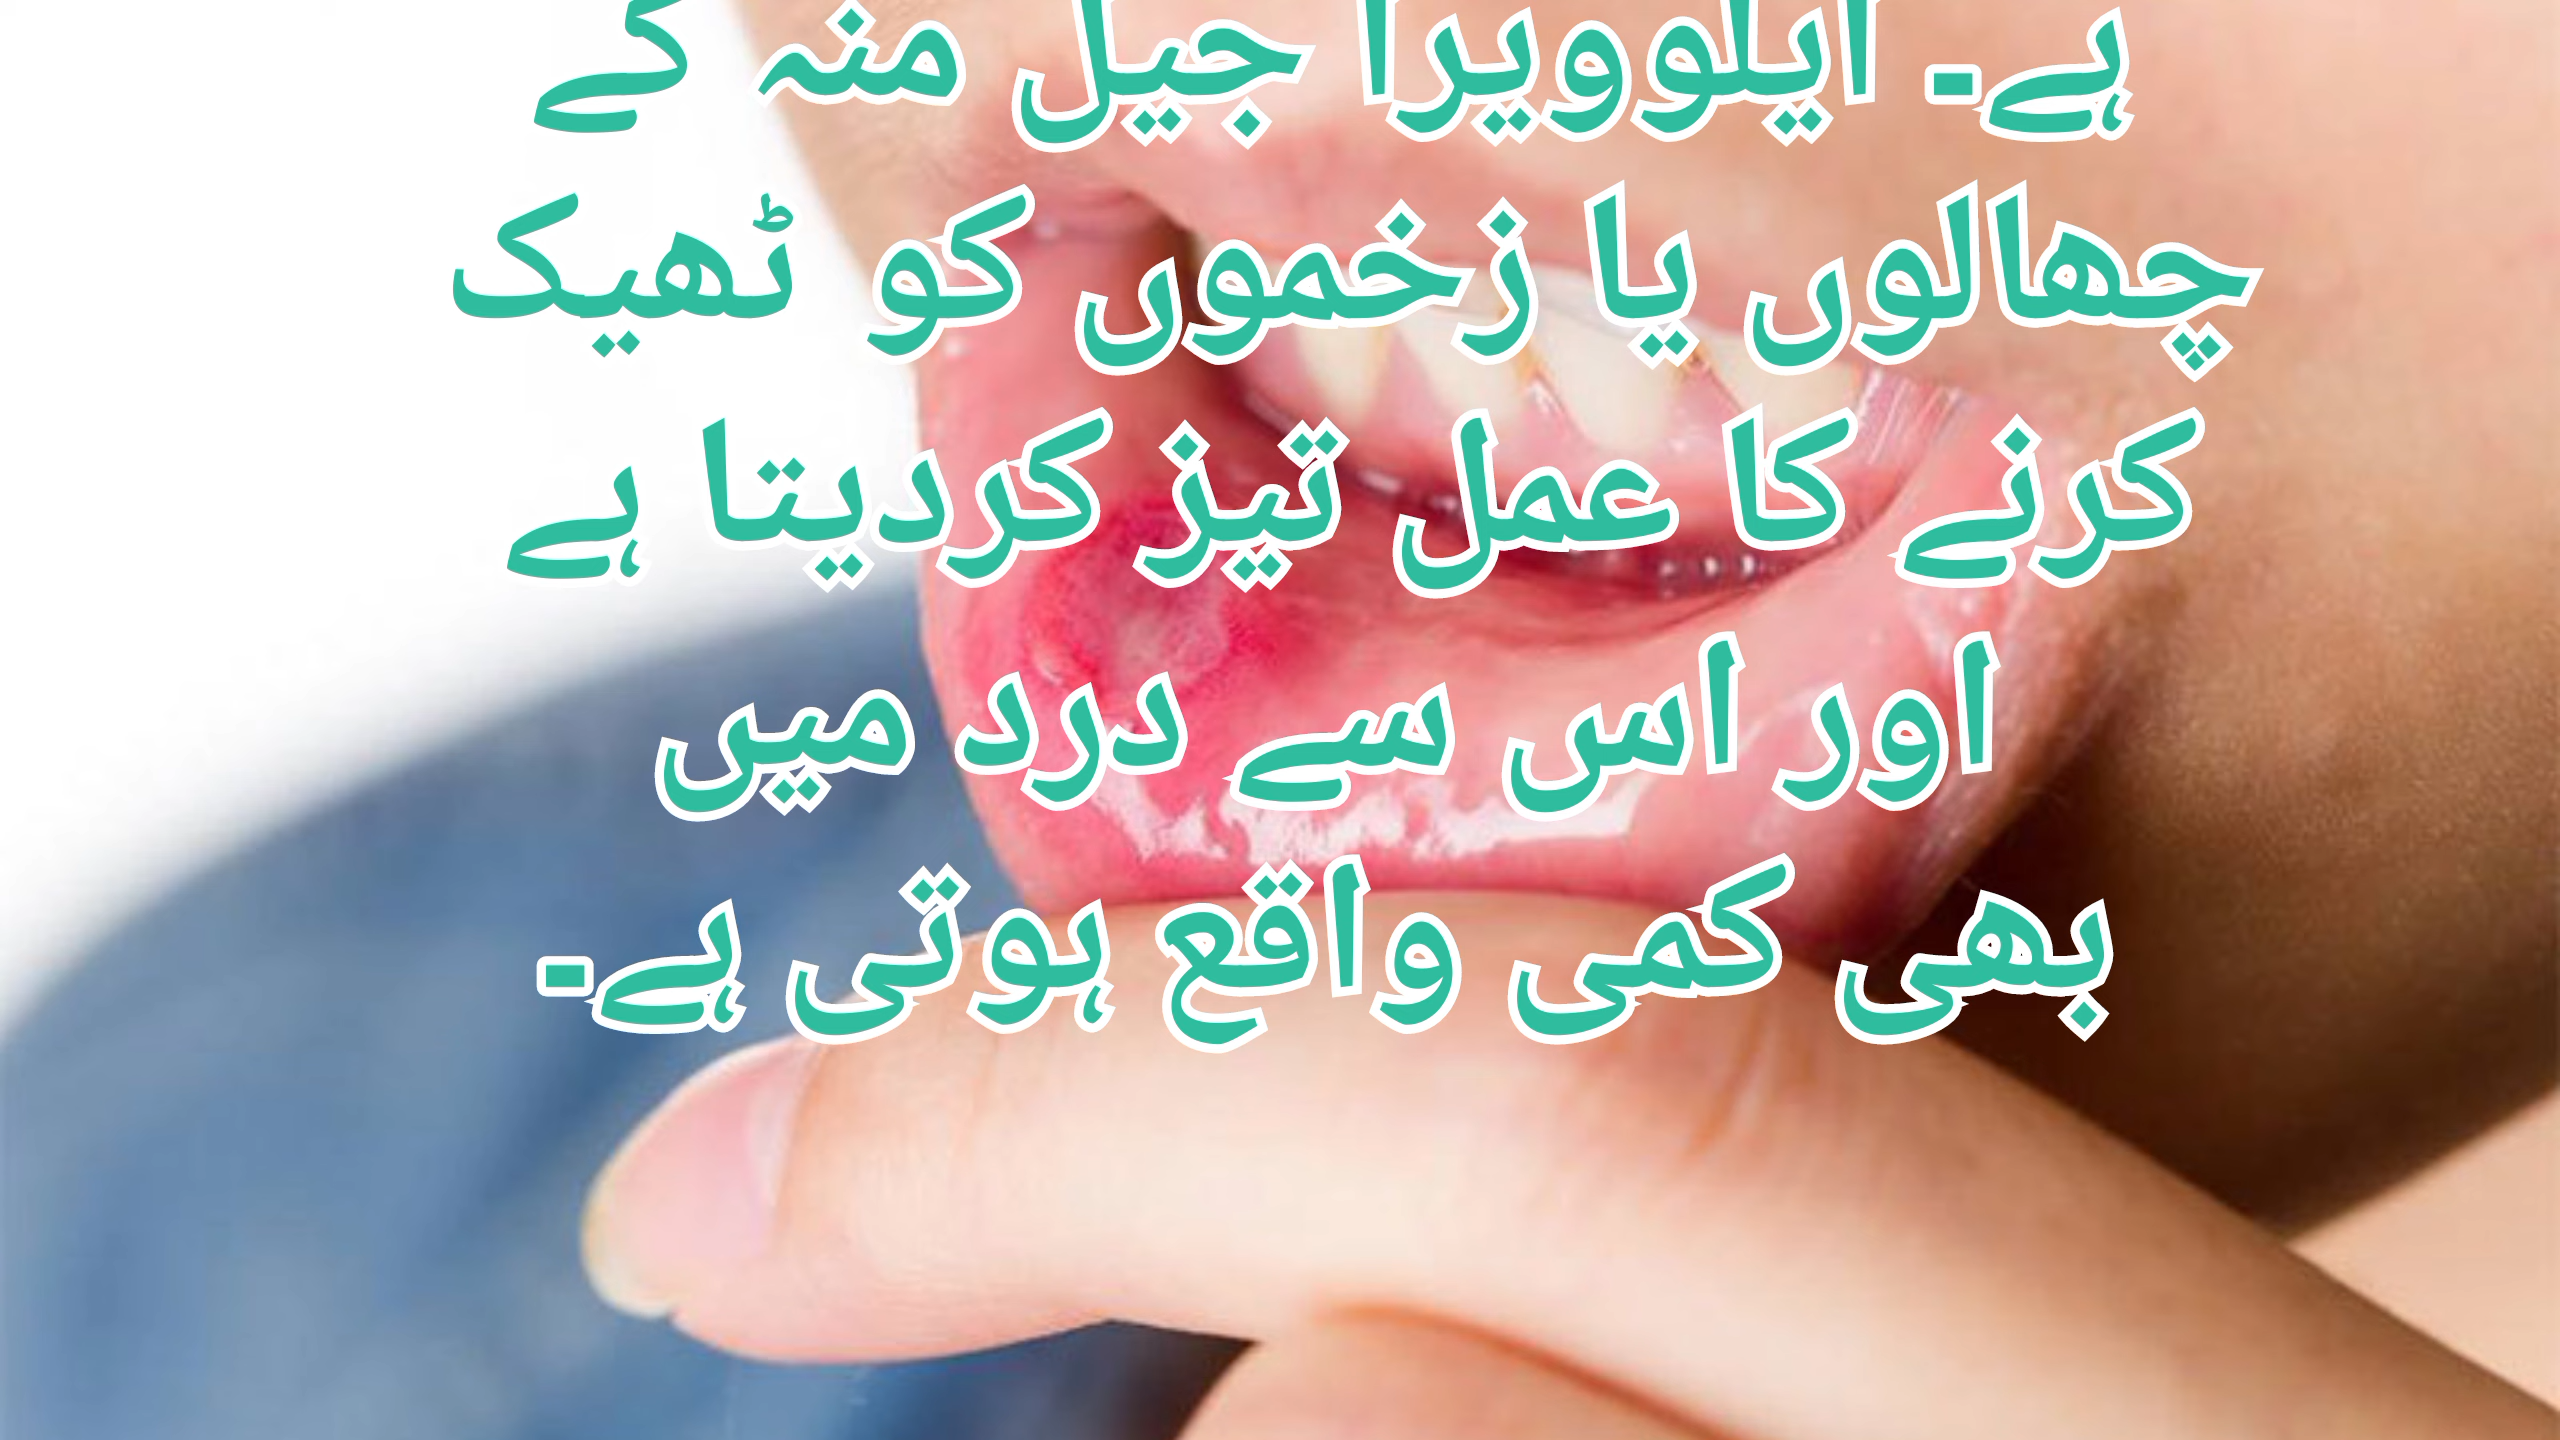 ہے۔ ایلوویرا جیل منہ کے
چھالوں یا زخموں کو ٹھیک
کرنے کا عمل تیز کردیتا ہے
اور اس سے درد میں
بھی کمی واقع ہوتی ہے۔